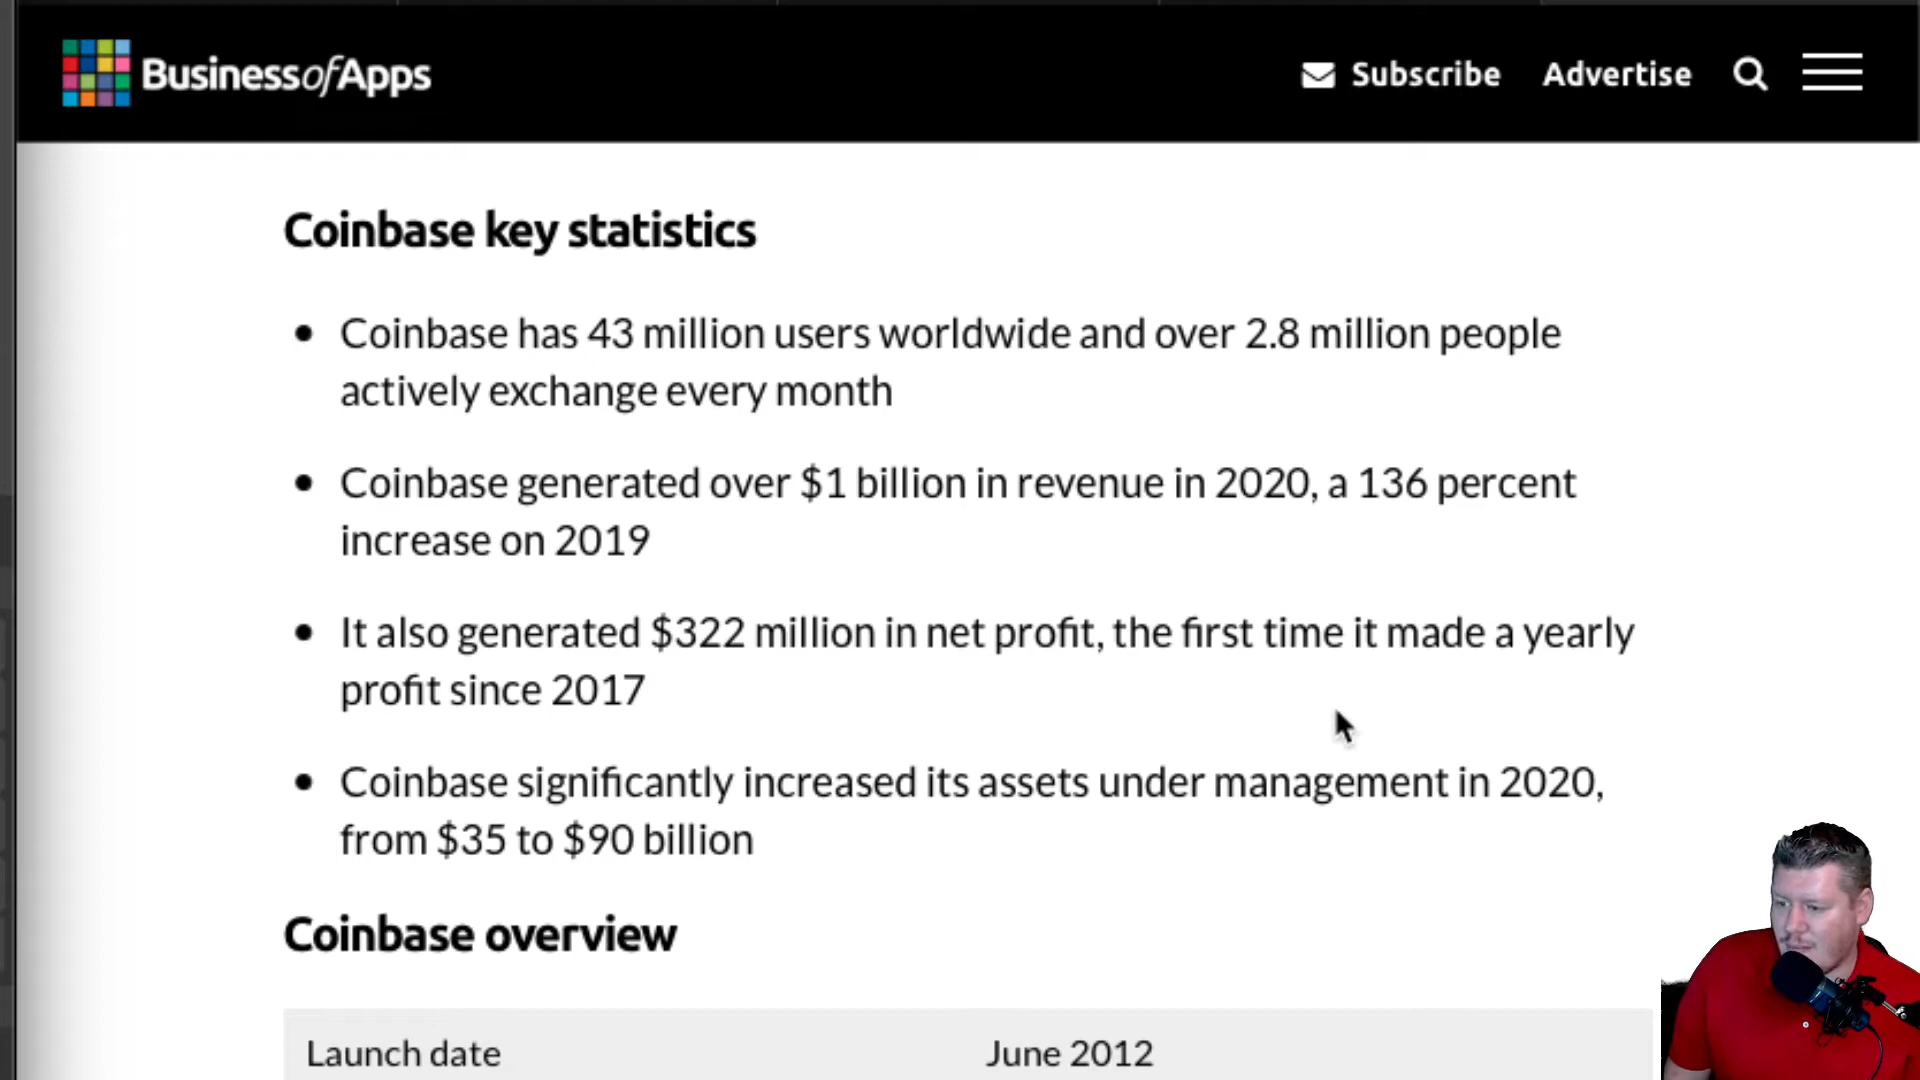 BusinessofApps
Subscribe Advertise
Coinbase key statistics
• Coinbase has 43 million users worldwide and over 2.8 million people
actively exchange every month
• Coinbase generated over $1 billion in revenue in 2020, a 136 percent
increase on 2019
• It also generated $322 million in net profit, the first time it made a yearly
profit since 2017
• Coinbase significantly increased its assets under management in 2020,
from $35 to $90 billion
Coinbase overview
Launch date June 2012